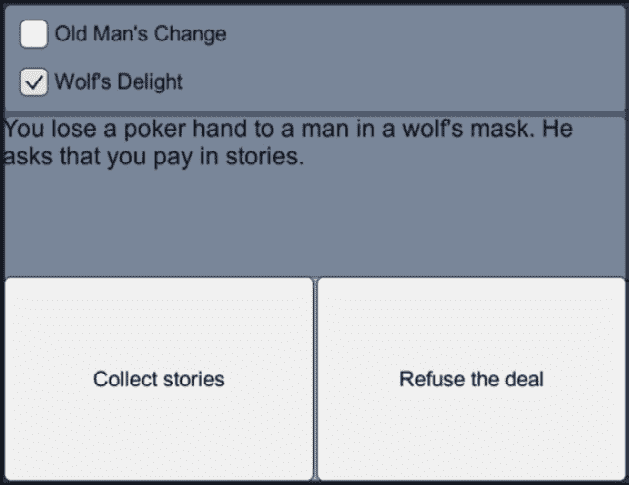 Old Man's Change
Wolf's Delight
You lose a poker hand to a man in a wolf's mask. He
asks that you pay in stories.
Collect stories
Refuse the deal